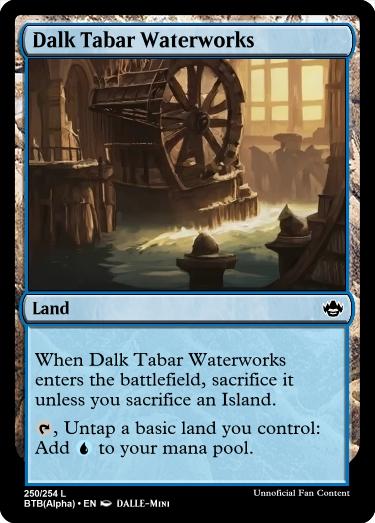 Dalk Tabar Waterworks
Land
When Dalk Tabar Waterworks
enters the battlefield, sacrifice it
unless you sacrifice an Island.
, Untap a basic land you control:
Add to your mana pool.
250/254 L
Unnofficial Fan Content
BTB(Alpha) • EN DALLE-Mini